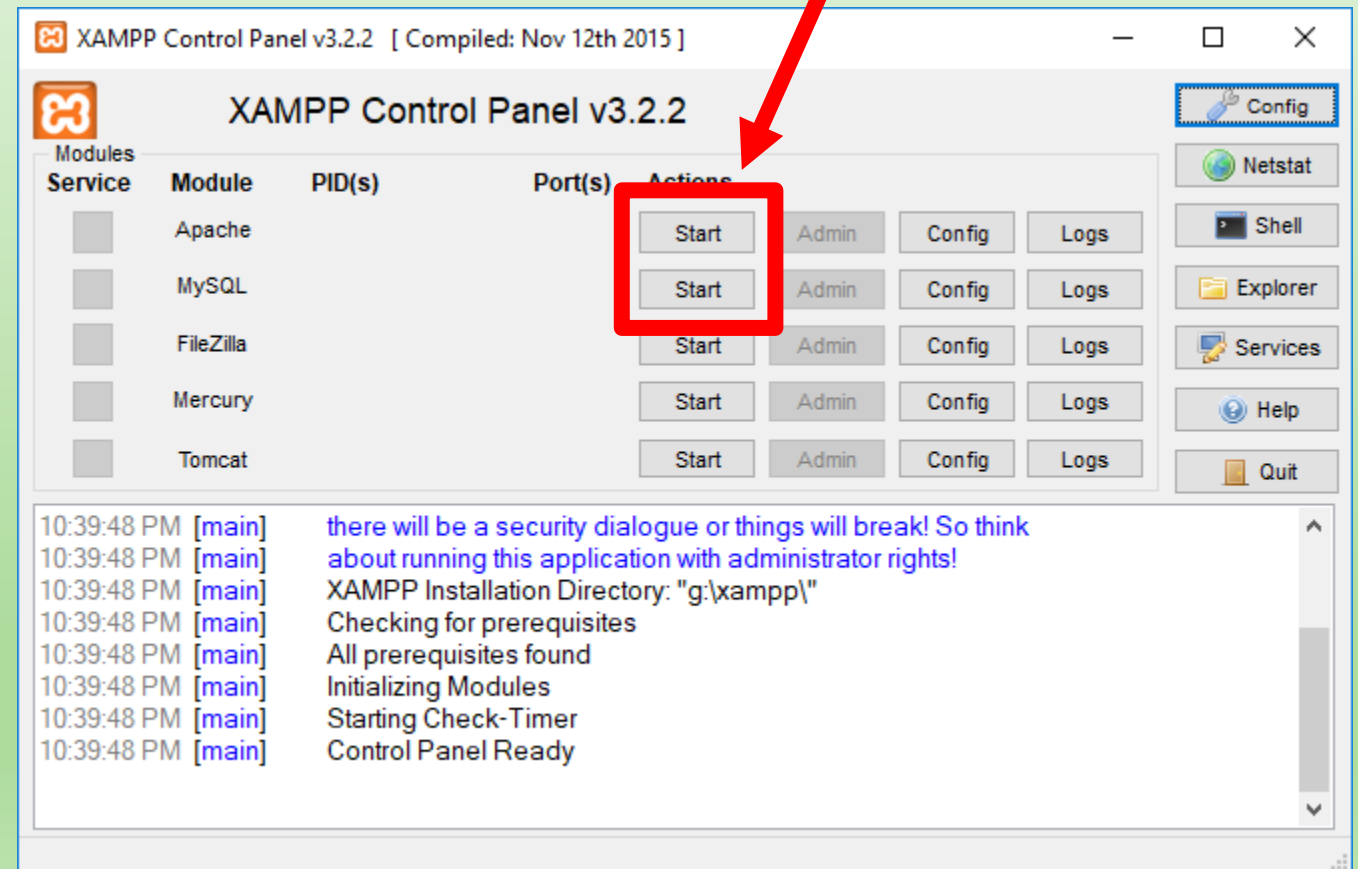 XAMPP Control Panel v3.2.2 [ Compiled: Nov 12th 2015 ]
XAMPP Control Panel v3.2.2
Config
Modules
Netstat
Service Module PID(s) Port(s) Actions
Apache Start Admin Config Logs
Shell
MySQL Start Admin Config Logs
Explorer
FileZilla Start Admin Config Logs
Services
Mercury Start Admin Config Logs
Help
Tomcat Start Admin Config Logs
Quit
10:39:48 PM [main] there will be a security dialogue or things will break! So think
10:39:48 PM [main] about running this application with administrator rights!
10:39:48 PM [main] XAMPP Installation Directory: "g:\xampp\"
10:39:48 PM [main] Checking for prerequisites
10:39:48 PM [main] All prerequisites found
10:39:48 PM [main] Initializing Modules
10:39:48 PM [main] Starting Check-Timer
10:39:48 PM [main] Control Panel Ready